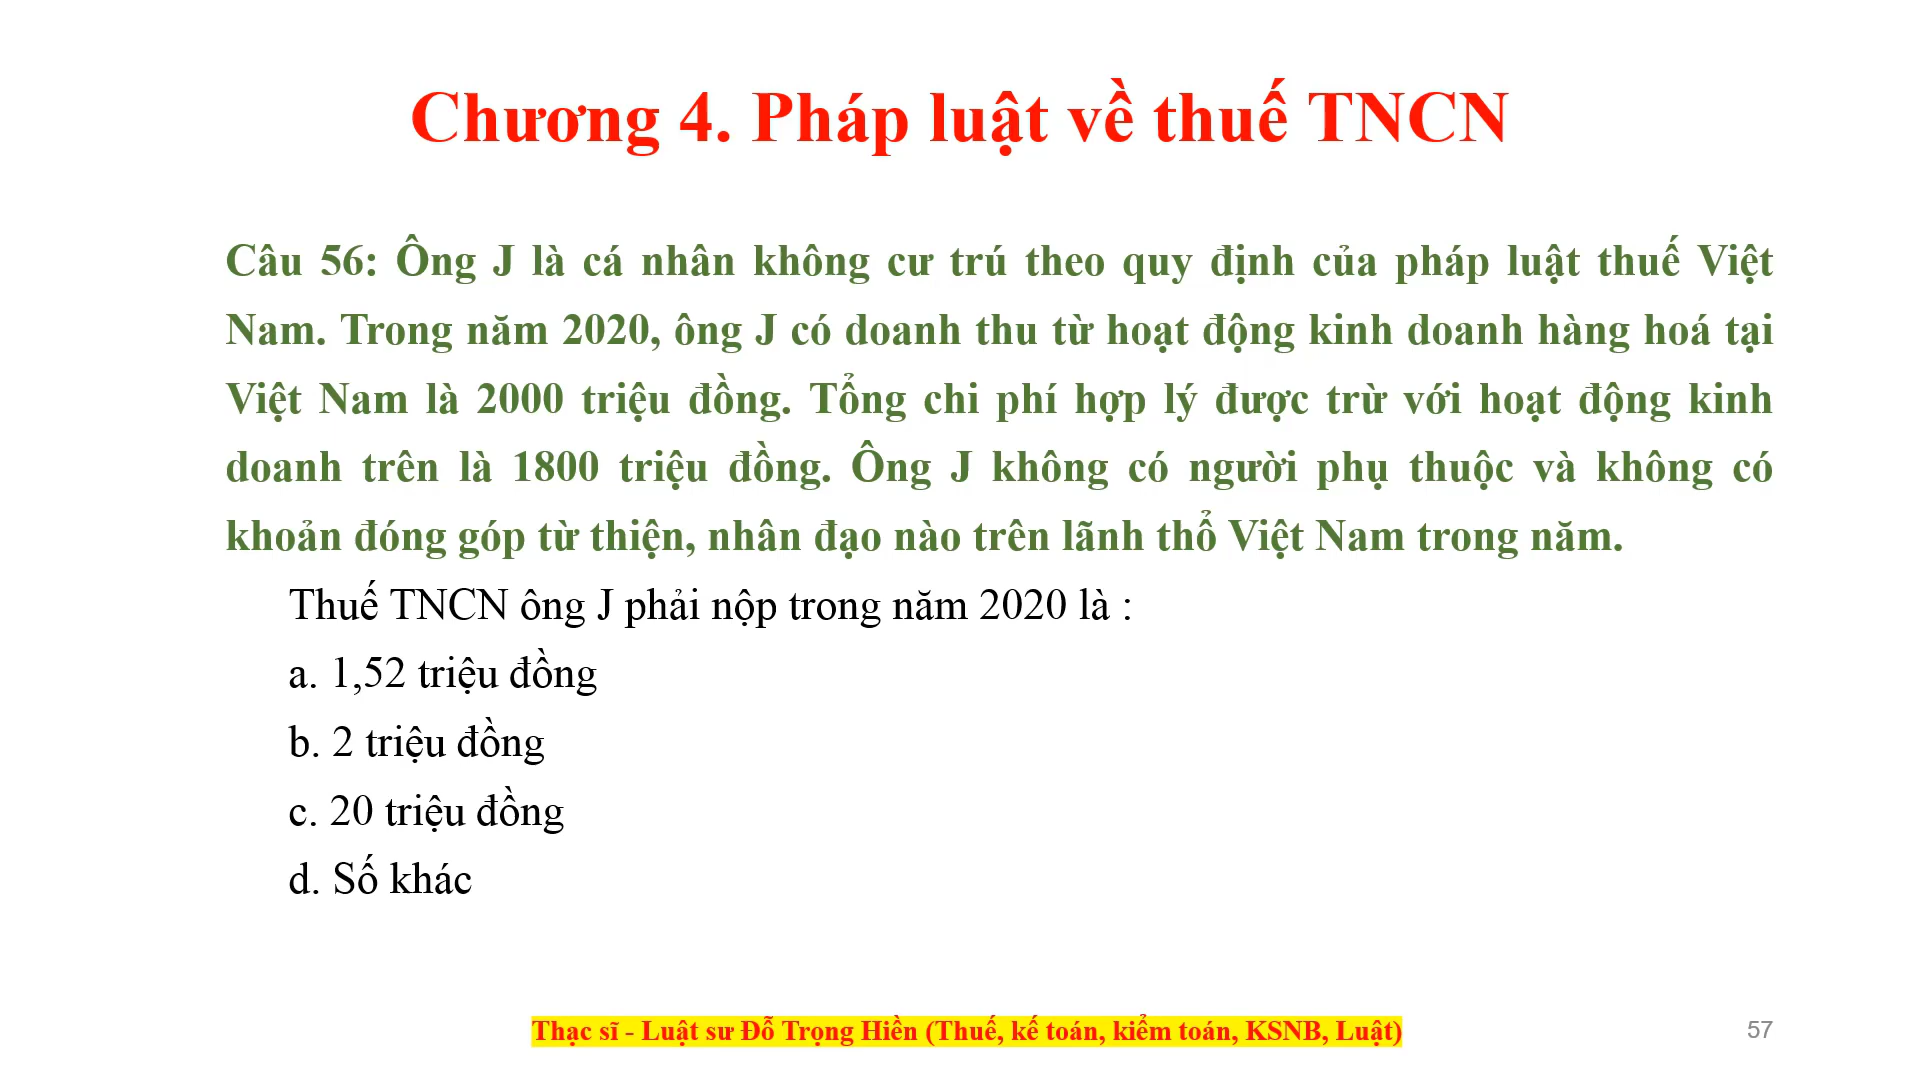 Chương 4. Pháp luật về thuế TNCN
Câu 56: Ông J là cá nhân không cư trú theo quy định của pháp luật thuế Việt
Nam. Trong năm 2020, ông J có doanh thu từ hoạt động kinh doanh hàng hoá tại
Việt Nam là 2000 triệu đồng. Tổng chi phí hợp lý được trừ với hoạt động kinh
doanh trên là 1800 triệu đồng. Ông J không có người phụ thuộc và không có
khoản đóng góp từ thiện, nhân đạo nào trên lãnh thổ Việt Nam trong năm.
Thuế TNCN ông J phải nộp trong năm 2020 là :
a. 1,52 triệu đồng
b. 2 triệu đồng
c. 20 triệu đồng
d. Số khác
Thạc sĩ - Luật sư Đỗ Trọng Hiền (Thuế, kế toán, kiểm toán, KSNB, Luật)
57